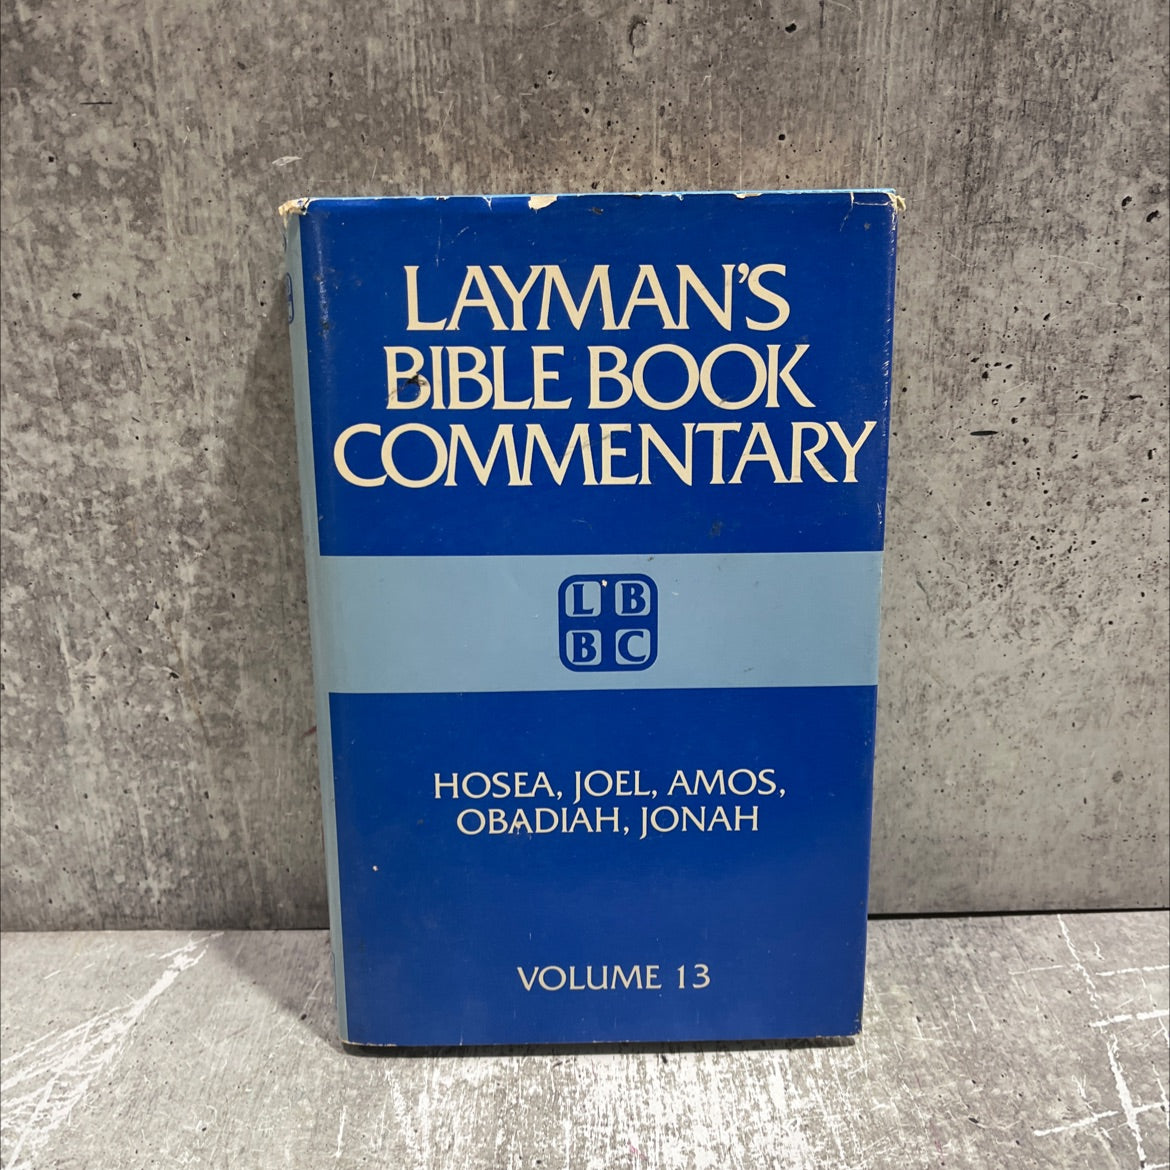 LAYMAN'S
BIBLE BOOK
COMMENTARY
L B
B C
HOSEA, JOEL, AMOS,
OBADIAH, JONAH
VOLUME 13